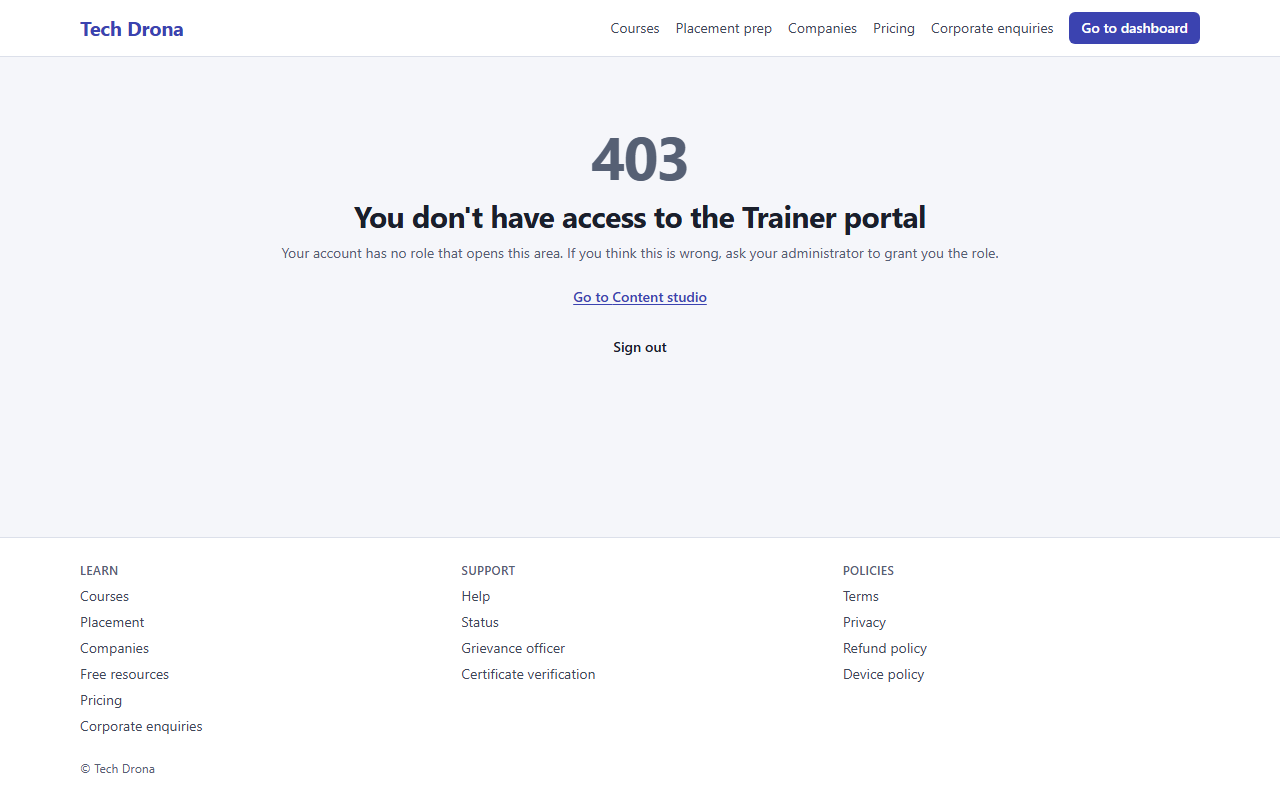 Tech Drona
Courses Placement prep Companies Pricing Corporate enquiries Go to dashboard
403
You don't have access to the Trainer portal
Your account has no role that opens this area. If you think this is wrong, ask your administrator to grant you the role.
Go to Content studio
Sign out
LEARN
Courses
Placement
Companies
Free resources
Pricing
Corporate enquiries
SUPPORT
Help
Status
Grievance officer
Certificate verification
POLICIES
Terms
Privacy
Refund policy
Device policy
© Tech Drona